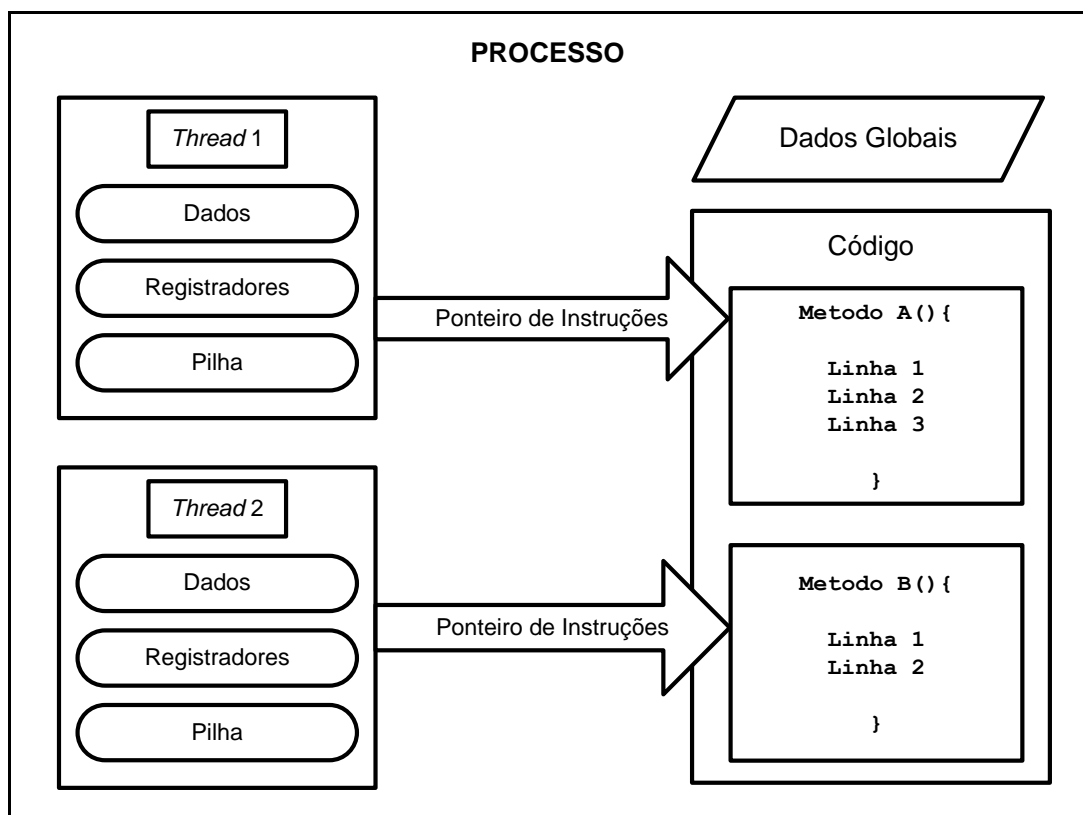 PROCESSO
Thread 1
Dados
Registradores
Pilha
Ponteiro de Instruções
Thread 2
Dados
Registradores
Pilha
Ponteiro de Instruções
Dados Globais
Código
Metodo A(){
Linha 1
Linha 2
Linha 3
}
Metodo B(){
Linha 1
Linha 2
}